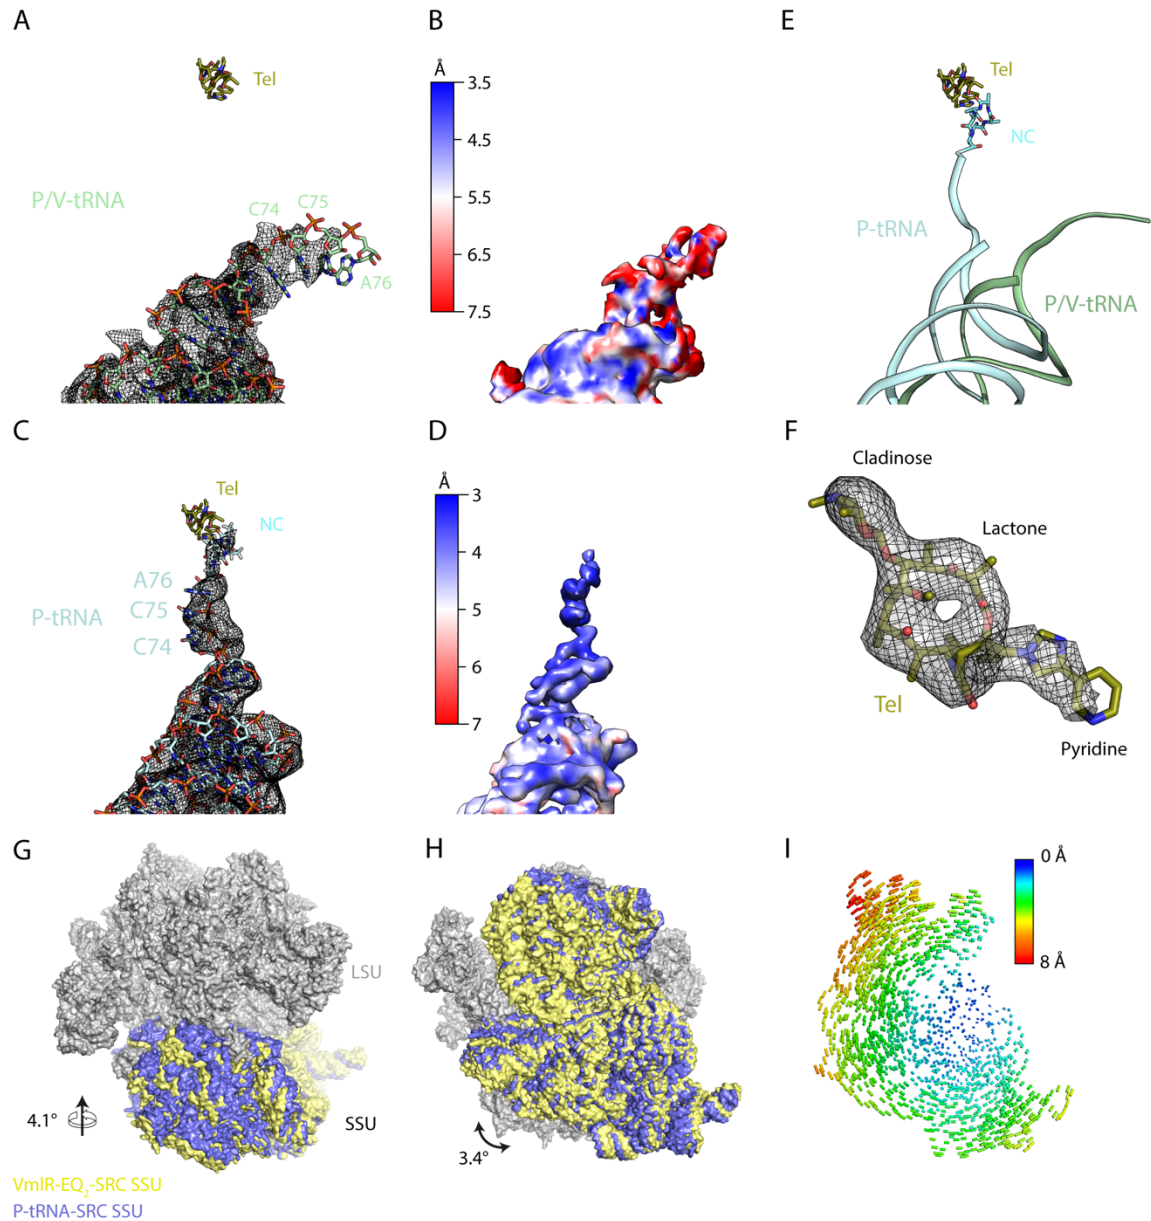 A
B
E
Tel
P/V-tRNA
C74
C75
A76
Å
3.5
4.5
5.5
6.5
7.5
Tel
NC
P-tRNA
P/V-tRNA
C
D
F
Tel
NC
A76
P-tRNA
C75
C74
Å
3
4
5
6
7
Cladinose
Lactone
Tel
Pyridine
G
H
I
LSU
SSU
4.1°
3.4°
0 Å
8 Å
VmlR-EQ₂-SRC SSU
P-tRNA-SRC SSU